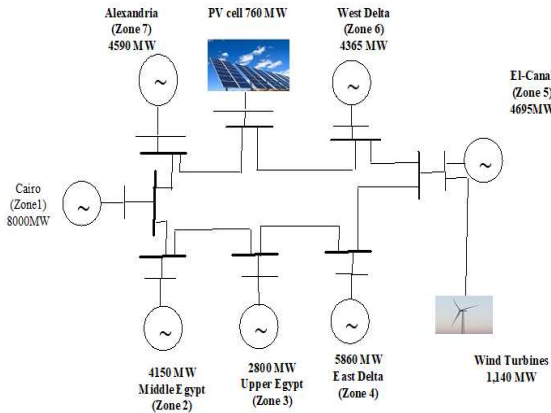 Alexandria
(Zone 7)
4590 MW
PV cell 760 MW
West Delta
(Zone 6)
4365 MW
El-Cana
(Zone 5)
4695MW
Cairo
(Zone1)
8000MW
~
~
~
~
~
~
~
4150 MW
Middle Egypt
(Zone 2)
2800 MW
Upper Egypt
(Zone 3)
5860 MW
East Delta
(Zone 4)
Wind Turbines
1,140 MW